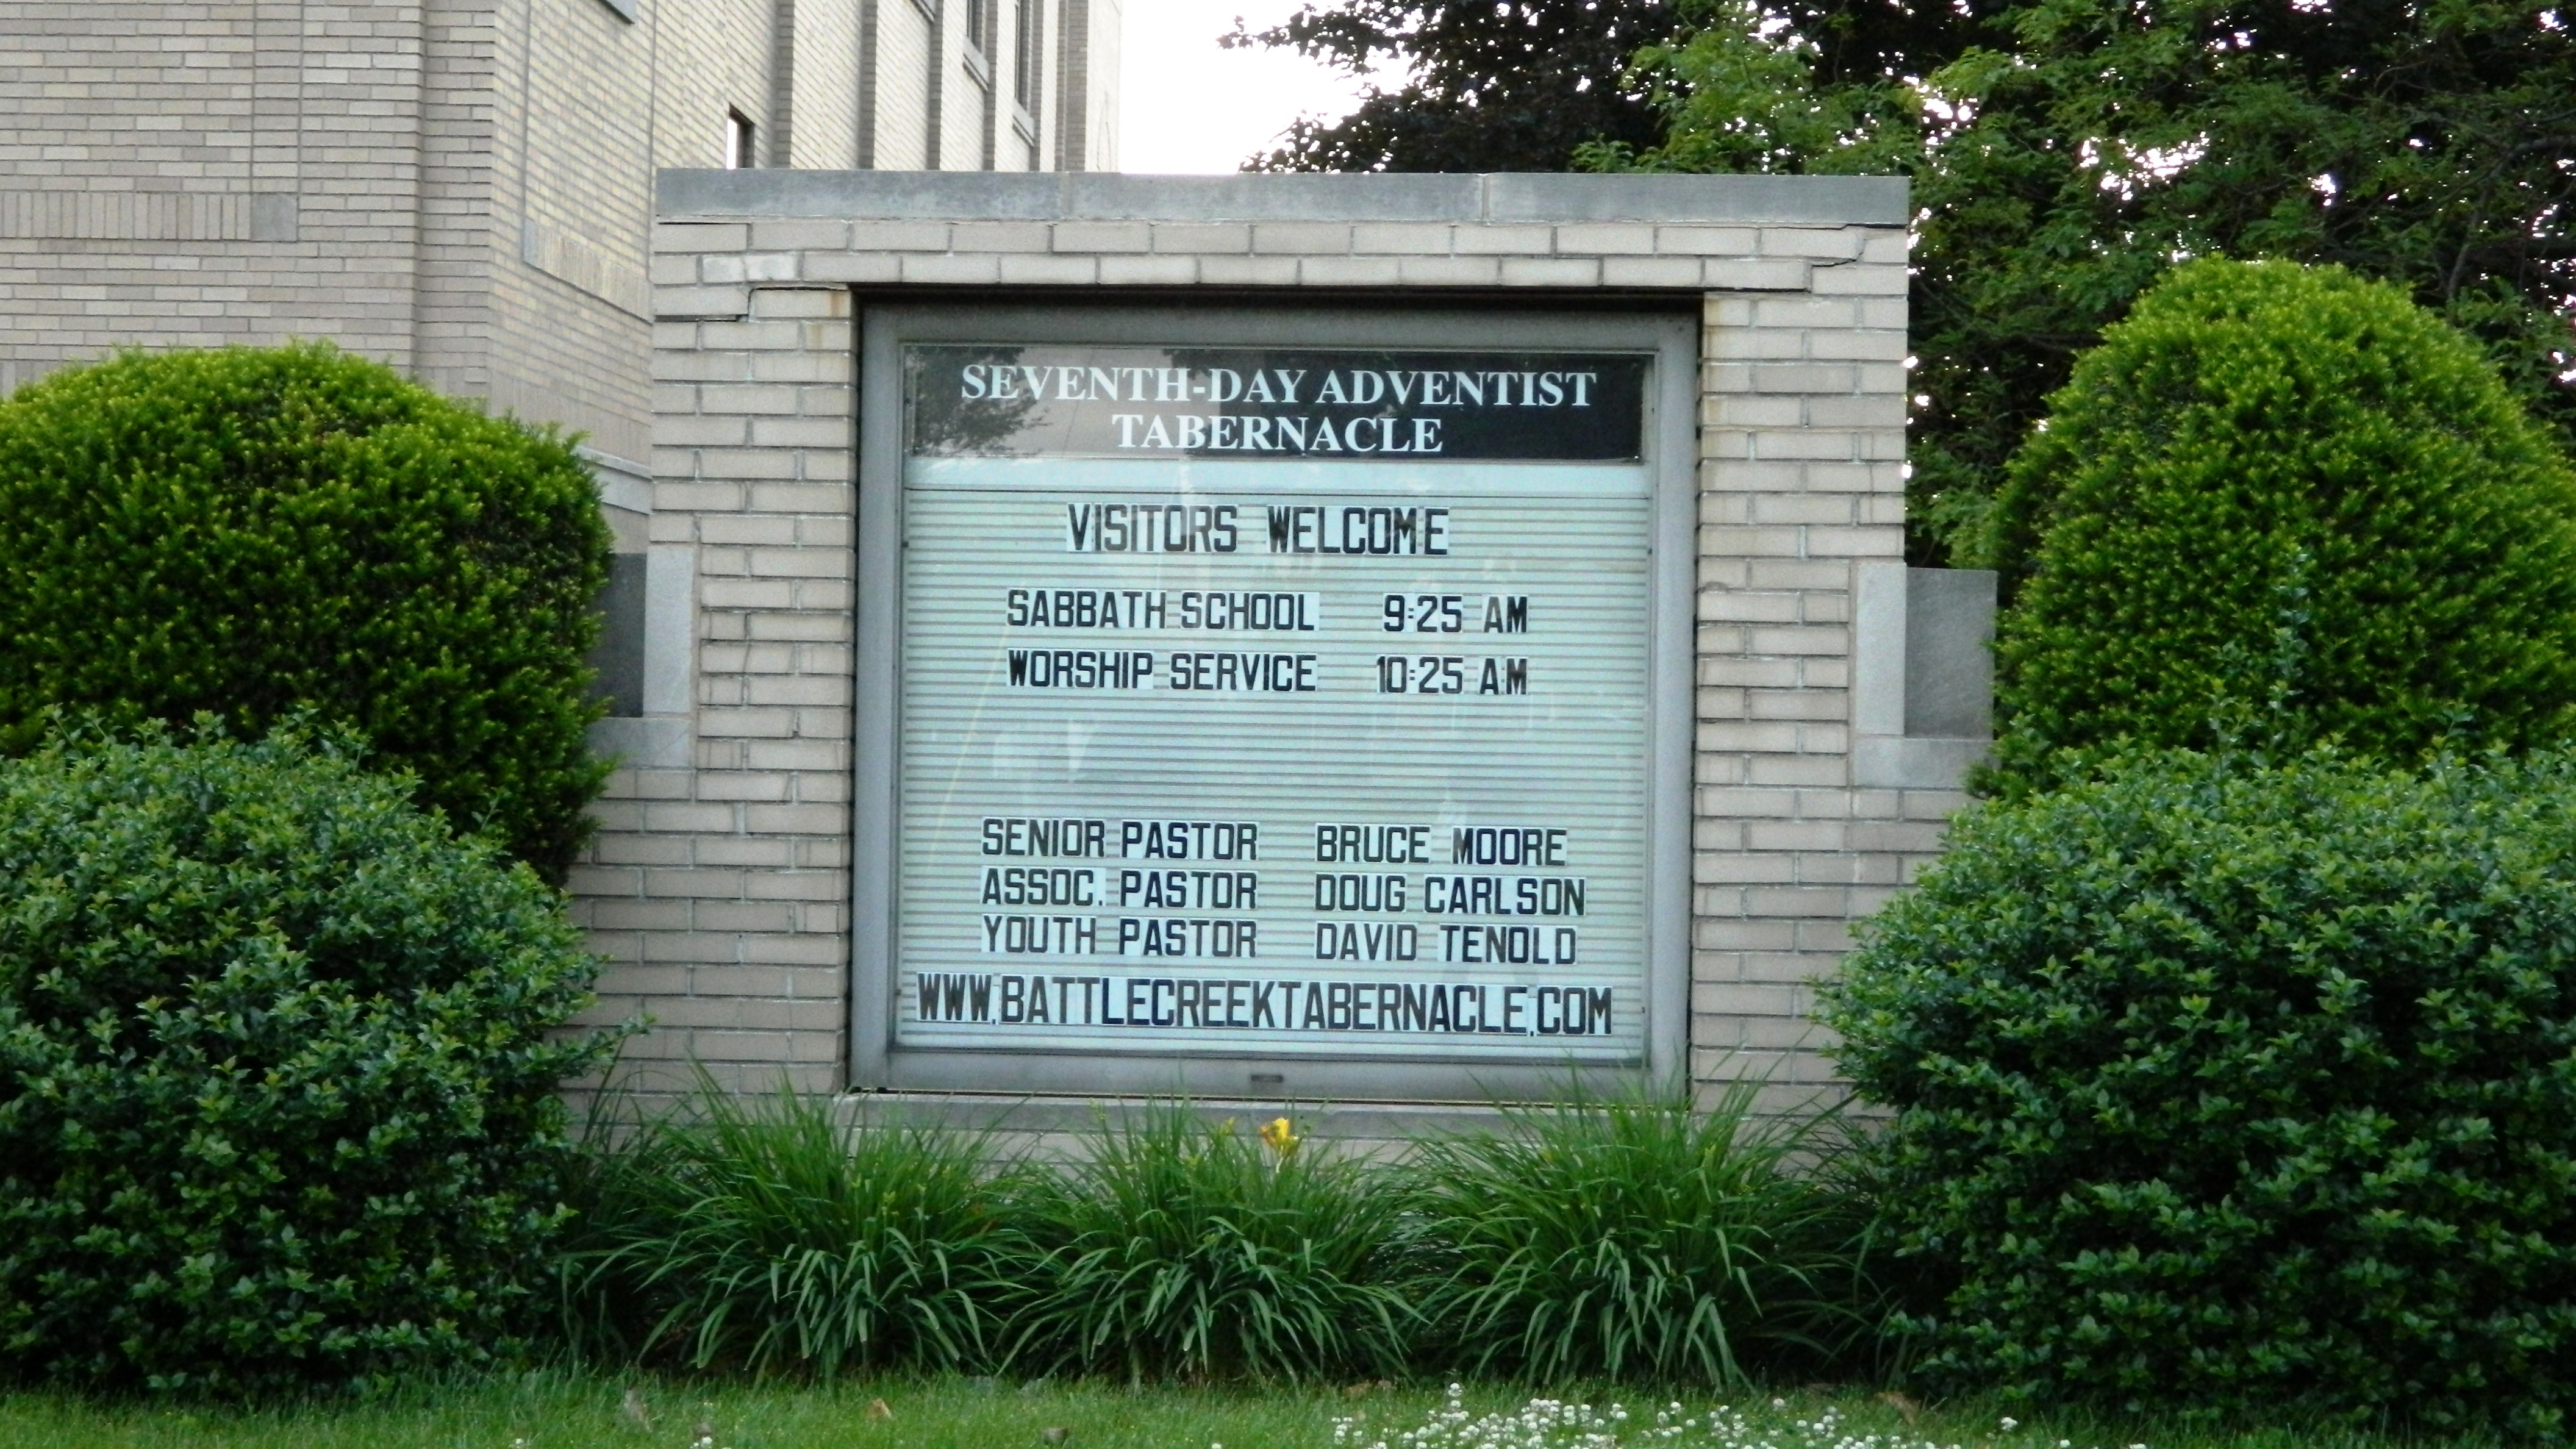 SEVENTH-DAY ADVENTIST
TABERNACLE
VISITORS WELCOME
SABBATH SCHOOL 9:25 AM
WORSHIP SERVICE 10:25 AM
SENIOR PASTOR BRUCE MOORE
ASSOC. PASTOR DOUG CARLSON
YOUTH PASTOR DAVID TENOLD
WWW.BATTLECREEKTABERNACLE.COM